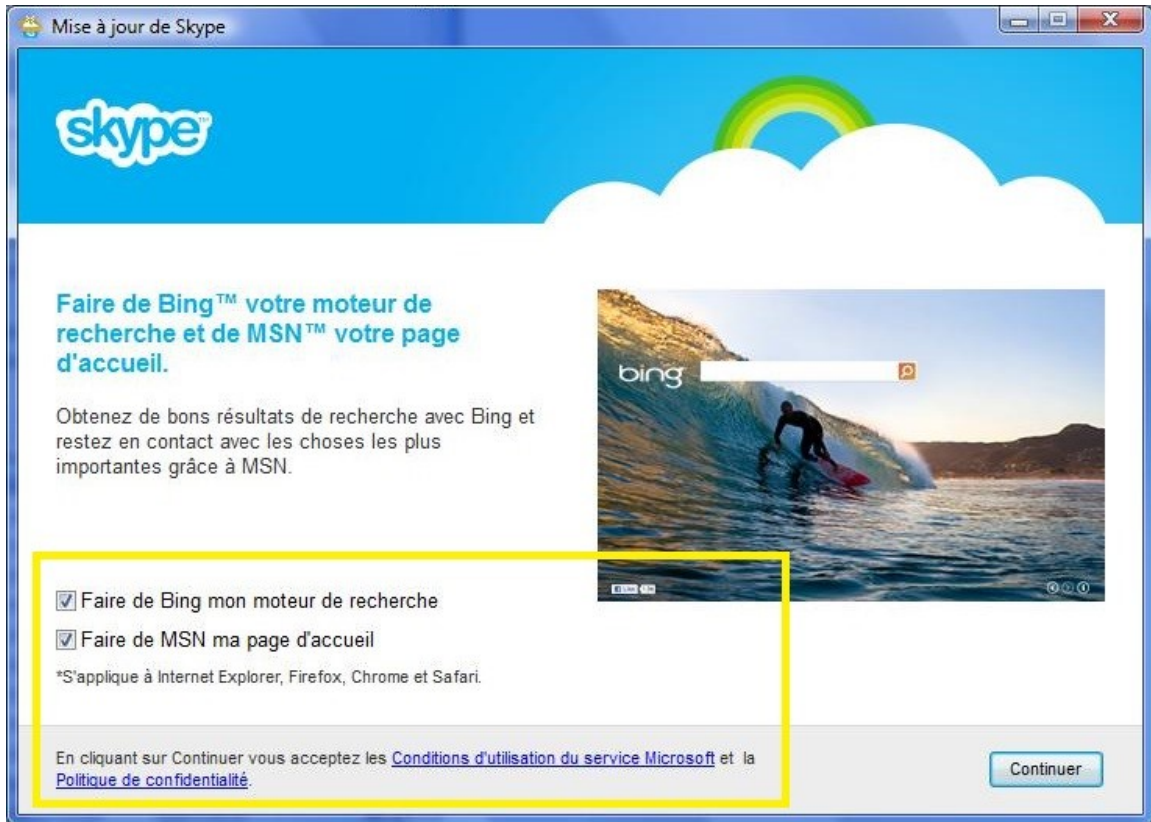 Mise à jour de Skype
skype™
Faire de Bing™ votre moteur de
recherche et de MSN™ votre page
d'accueil.
Obtenez de bons résultats de recherche avec Bing et
restez en contact avec les choses les plus
importantes grâce à MSN.
bing
Faire de Bing mon moteur de recherche
Faire de MSN ma page d'accueil
*S'applique à Internet Explorer, Firefox, Chrome et Safari.
En cliquant sur Continuer vous acceptez les Conditions d'utilisation du service Microsoft et la
Politique de confidentialité.
Continuer